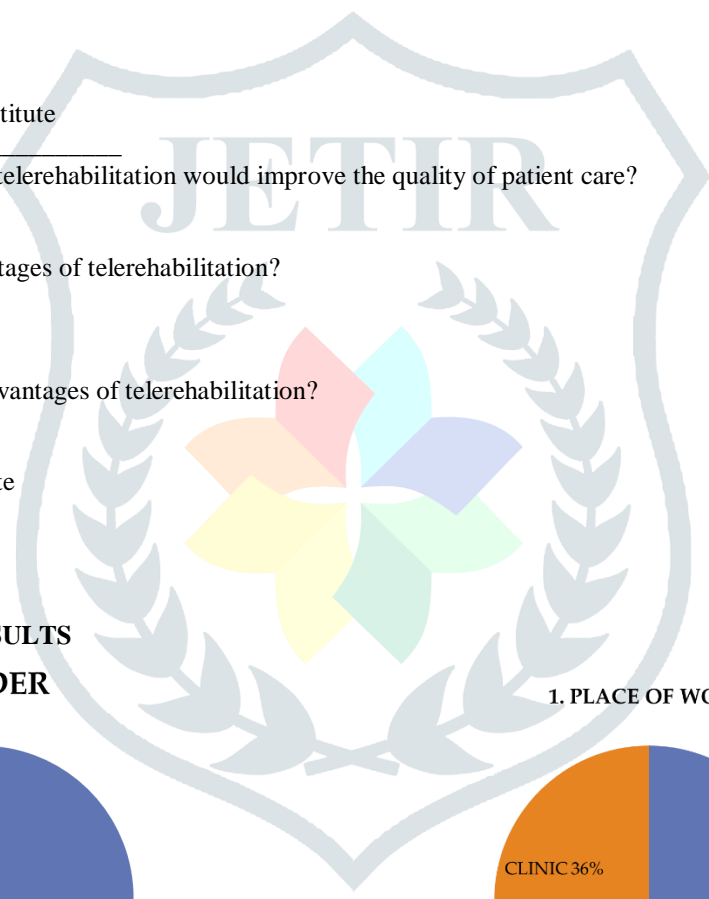 titute
telerehabilitation would improve the quality of patient care?
JETIR
tages of telerehabilitation?
vantages of telerehabilitation?
te
SULTS
DER
1. PLACE OF WO
CLINIC 36%